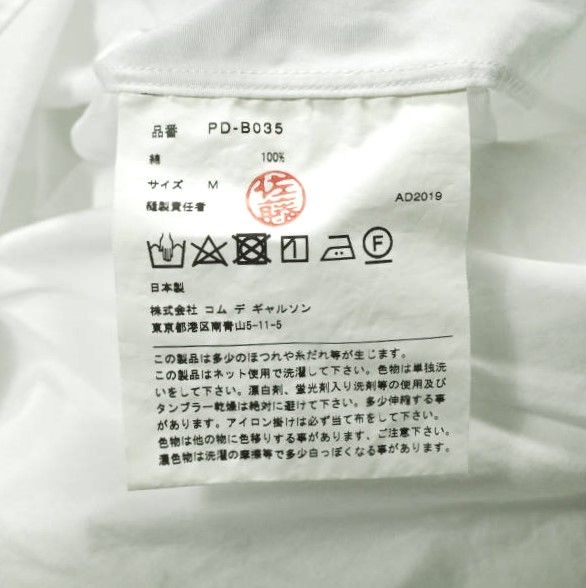 品番 PD-B035
綿 100%
サイズ M
縫製責任者 佐藤 AD2019
F
日本製
株式会社 コム デ ギャルソン
東京都港区南青山5-11-5
この製品は多少のほつれや糸だれ等が生じます。
この製品はネット使用で洗濯して下さい。色物は単独洗
いをして下さい。漂白剤、蛍光剤入り洗剤等の使用及び
タンブラー乾燥は絶対に避けて下さい。多少伸縮する事
があります。アイロン掛けは必ず当て布をして下さい。
色物は他の物に色移りする事があります、ご注意下さい。
濃色物は洗濯の摩擦等で多少白っぽくなる事があります。